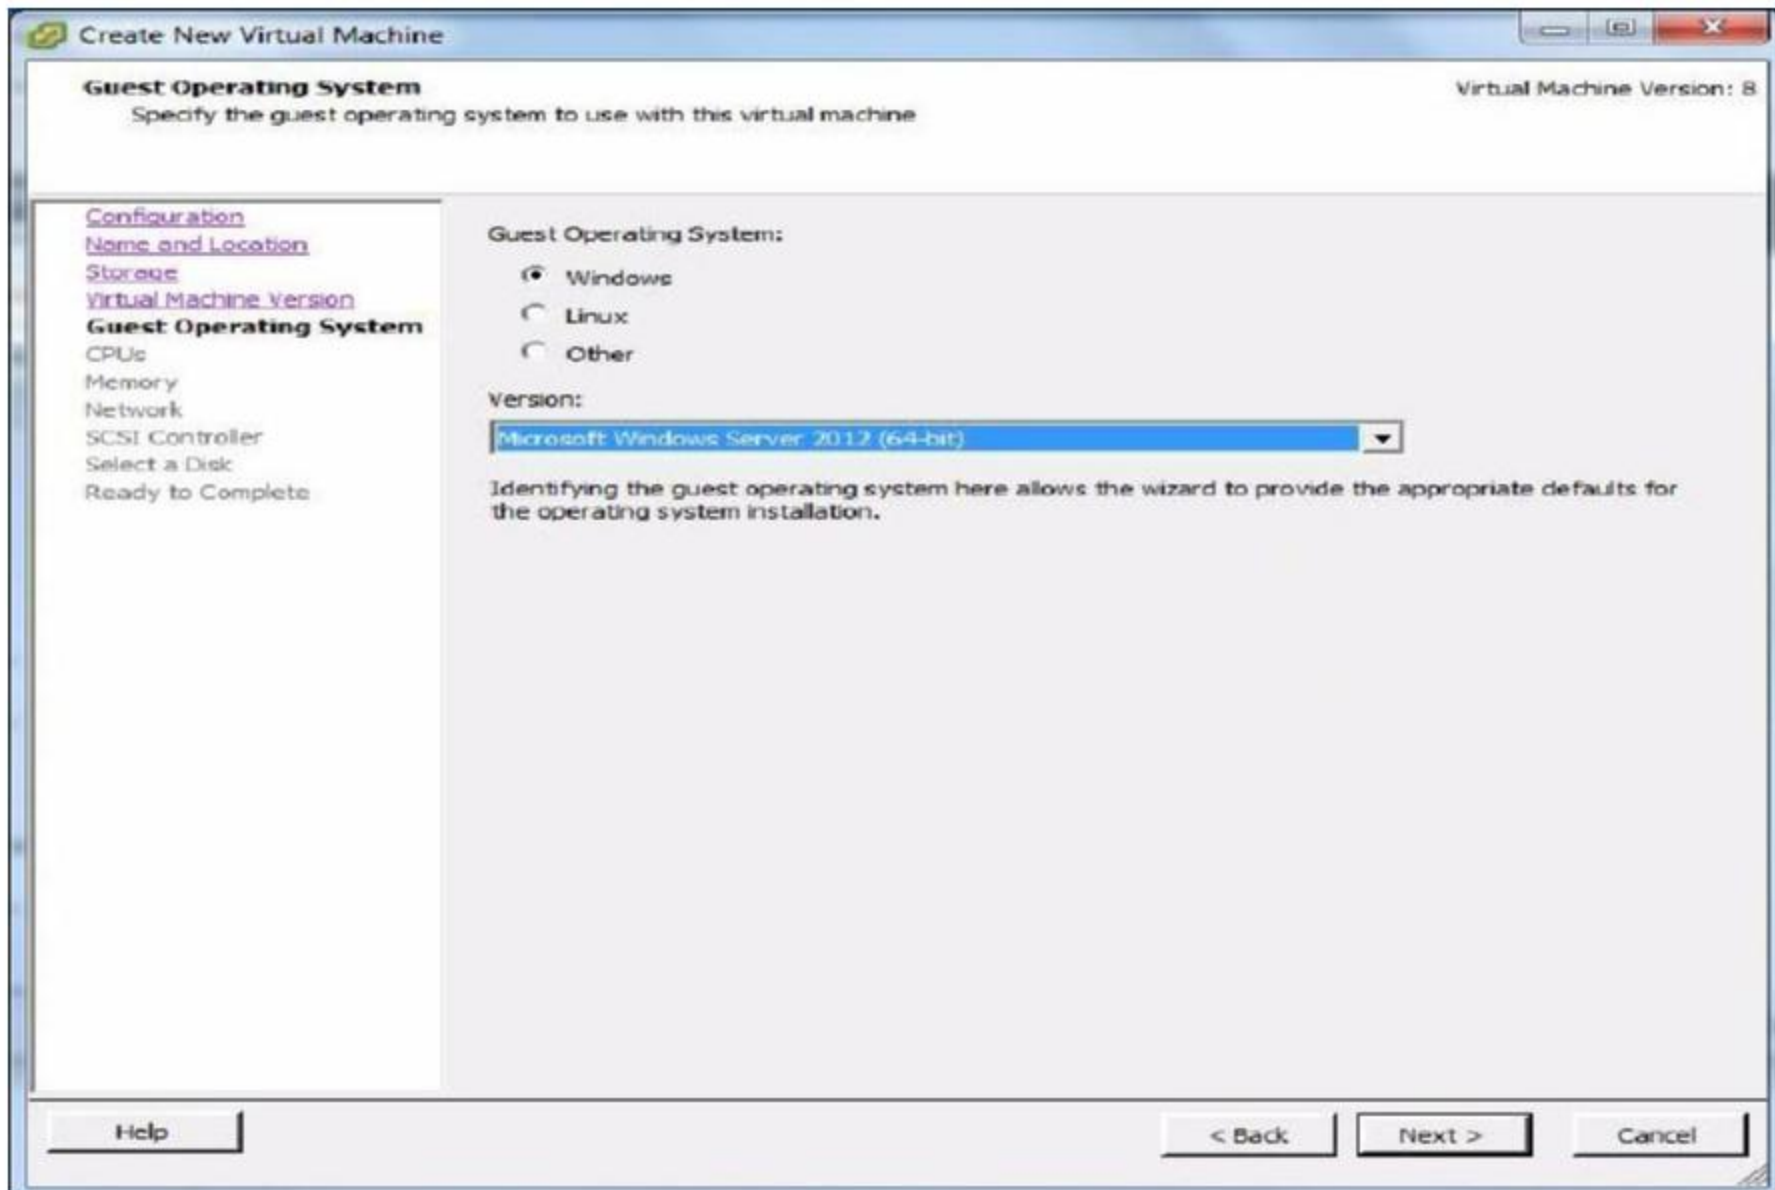 Create New Virtual Machine
Guest Operating System
Virtual Machine Version: 8
Specify the guest operating system to use with this virtual machine
Configuration
Name and Location
Storage
Virtual Machine Version
Guest Operating System
CPUs
Memory
Network
SCSI Controller
Select a Disk
Ready to Complete
Guest Operating System:
Windows
Linux
Other
Version:
Microsoft Windows Server 2012 (64-bit)
Identifying the guest operating system here allows the wizard to provide the appropriate defaults for
the operating system installation.
Help
< Back
Next >
Cancel